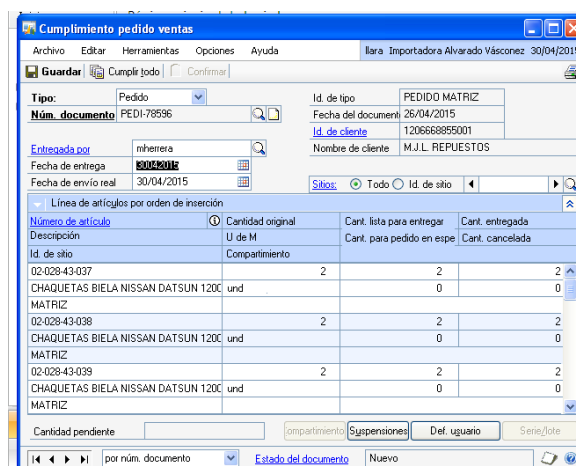 Cumplimiento pedido ventas
Archivo Editar Herramientas Opciones Ayuda llara Importadora Alvarado Vásconez 30/04/201
Guardar Cumplir todo Confirmar
Tipo: Pedido Id. de tipo PEDIDO MATRIZ
Núm. documento PEDI-78596 Fecha del document 26/04/2015
Id. de cliente 1206668855001
Entregada por mherrera Nombre de cliente M.J.L. REPUESTOS
Fecha de entrega 30/04/2015
Fecha de envío real 30/04/2015 Sitios: Todo Id. de sitio
Línea de artículos por orden de inserción
Número de artículo Cantidad original Cant. lista para entregar Cant. entregada
Descripción U de M Cant. para pedido en espe Cant. cancelada
Id. de sitio Compartimiento
02-028-43-037 2 2 2
CHAQUETAS BIELA NISSAN DATSUN 1200 und 0 0
MATRIZ
02-028-43-038 2 2 2
CHAQUETAS BIELA NISSAN DATSUN 1200 und 0 0
MATRIZ
02-028-43-039 2 2 2
CHAQUETAS BIELA NISSAN DATSUN 1200 und 0 0
MATRIZ
Cantidad pendiente ompartimiento Suspensiones Def. usuario Serie/lote
por núm. documento Estado del documento Nuevo